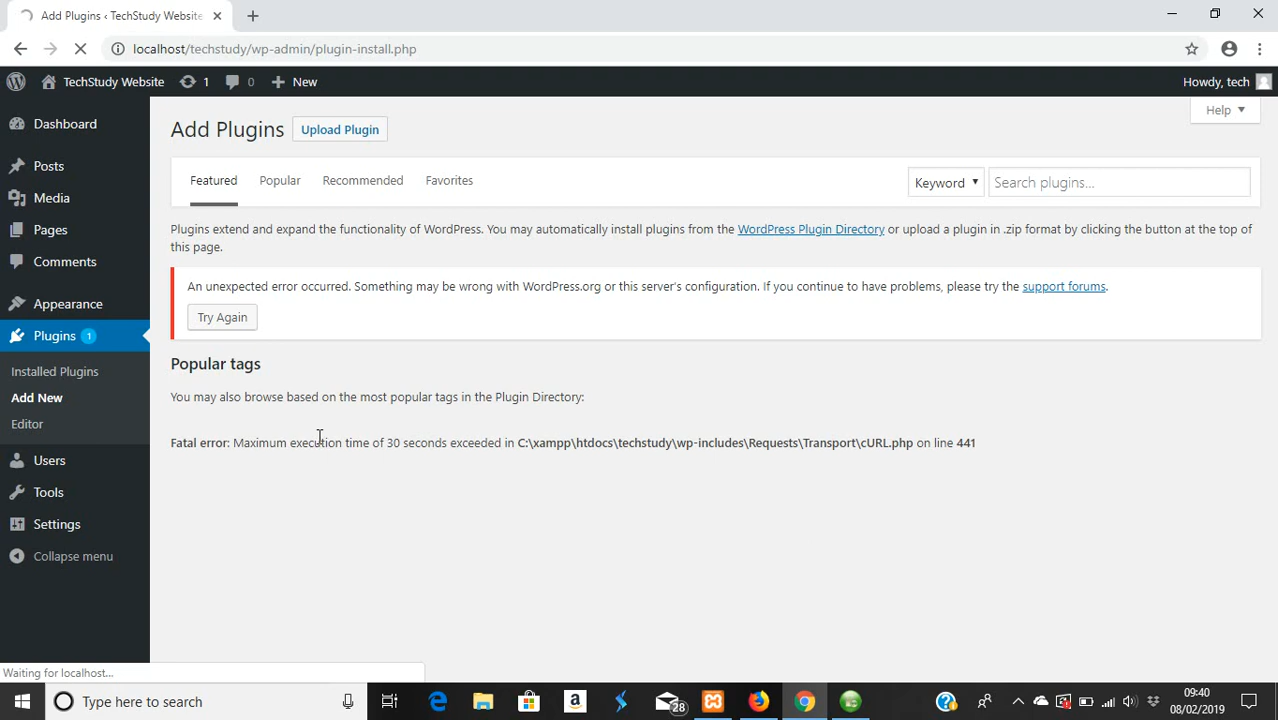 Add Plugins ‹ TechStudy Website
localhost/techstudy/wp-admin/plugin-install.php
TechStudy Website 1 0 New Howdy, tech
Help
Dashboard
Posts
Media
Pages
Comments
Appearance
Plugins 1
Installed Plugins
Add New
Editor
Users
Tools
Settings
Collapse menu
Add Plugins Upload Plugin
Featured Popular Recommended Favorites Keyword Search plugins...
Plugins extend and expand the functionality of WordPress. You may automatically install plugins from the WordPress Plugin Directory or upload a plugin in .zip format by clicking the button at the top of
this page.
An unexpected error occurred. Something may be wrong with WordPress.org or this server's configuration. If you continue to have problems, please try the support forums.
Try Again
Popular tags
You may also browse based on the most popular tags in the Plugin Directory:
Fatal error: Maximum execution time of 30 seconds exceeded in C:\xampp\htdocs\techstudy\wp-includes\Requests\Transport\cURL.php on line 441
Waiting for localhost...
Type here to search
28
09:40
08/02/2019